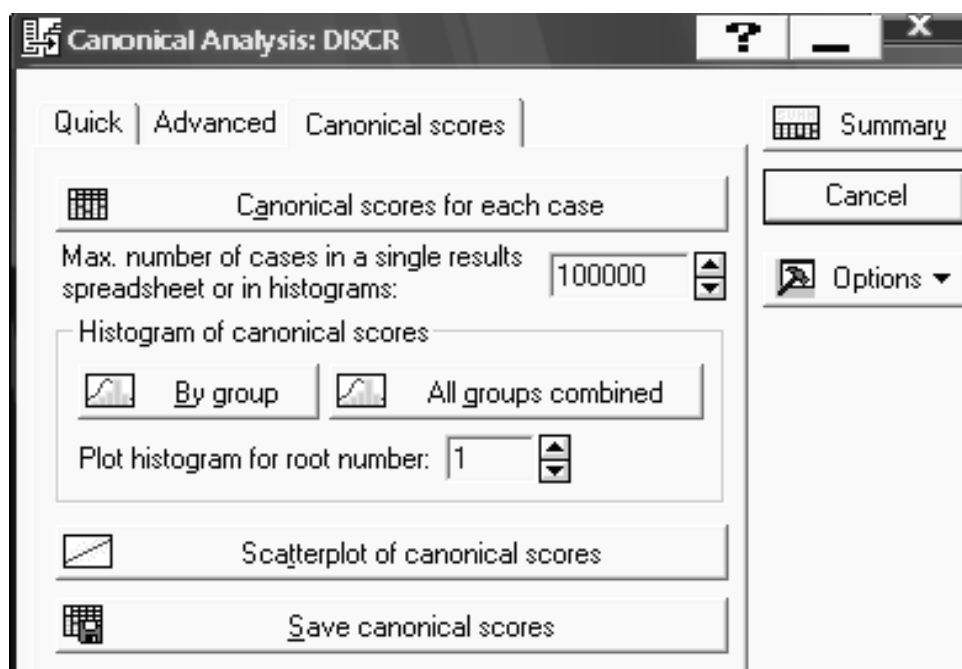 Canonical Analysis: DISCR
Quick
Advanced
Canonical scores
Summary
Canonical scores for each case
Cancel
Max. number of cases in a single results
spreadsheet or in histograms:
100000
Options
Histogram of canonical scores
By group
All groups combined
Plot histogram for root number: 1
Scatterplot of canonical scores
Save canonical scores